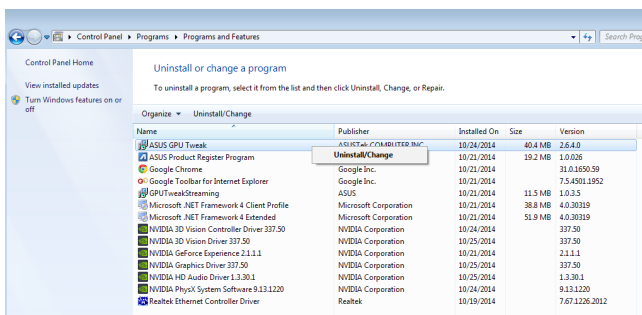 Control Panel ▸ Programs ▸ Programs and Features
Search Prog
Control Panel Home
View installed updates
Turn Windows features on or
off
Uninstall or change a program
To uninstall a program, select it from the list and then click Uninstall, Change, or Repair.
Organize Uninstall/Change
Name Publisher Installed On Size Version
ASUS GPU Tweak ASUSTek COMPUTER INC. 10/24/2014 40.4 MB 2.6.4.0
Uninstall/Change
ASUS Product Register Program 10/21/2014 19.2 MB 1.0.026
Google Chrome Google Inc. 10/21/2014 31.0.1650.59
Google Toolbar for Internet Explorer Google Inc. 10/21/2014 7.5.4501.1952
GPUTweakStreaming ASUS 10/21/2014 11.5 MB 1.0.3.5
Microsoft .NET Framework 4 Client Profile Microsoft Corporation 10/21/2014 38.8 MB 4.0.30319
Microsoft .NET Framework 4 Extended Microsoft Corporation 10/21/2014 51.9 MB 4.0.30319
NVIDIA 3D Vision Controller Driver 337.50 NVIDIA Corporation 10/24/2014 337.50
NVIDIA 3D Vision Driver 337.50 NVIDIA Corporation 10/25/2014 337.50
NVIDIA GeForce Experience 2.1.1.1 NVIDIA Corporation 10/21/2014 2.1.1.1
NVIDIA Graphics Driver 337.50 NVIDIA Corporation 10/25/2014 337.50
NVIDIA HD Audio Driver 1.3.30.1 NVIDIA Corporation 10/25/2014 1.3.30.1
NVIDIA PhysX System Software 9.13.1220 NVIDIA Corporation 10/24/2014 9.13.1220
Realtek Ethernet Controller Driver Realtek 10/19/2014 7.67.1226.2012